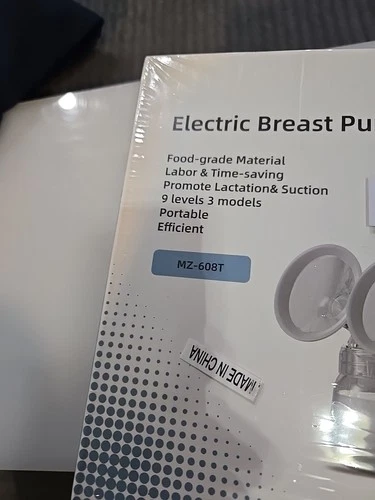 Electric Breast Pu
Food-grade Material
Labor & Time-saving
Promote Lactation& Suction
9 levels 3 models
Portable
Efficient
MZ-608T
MADE IN CHINA